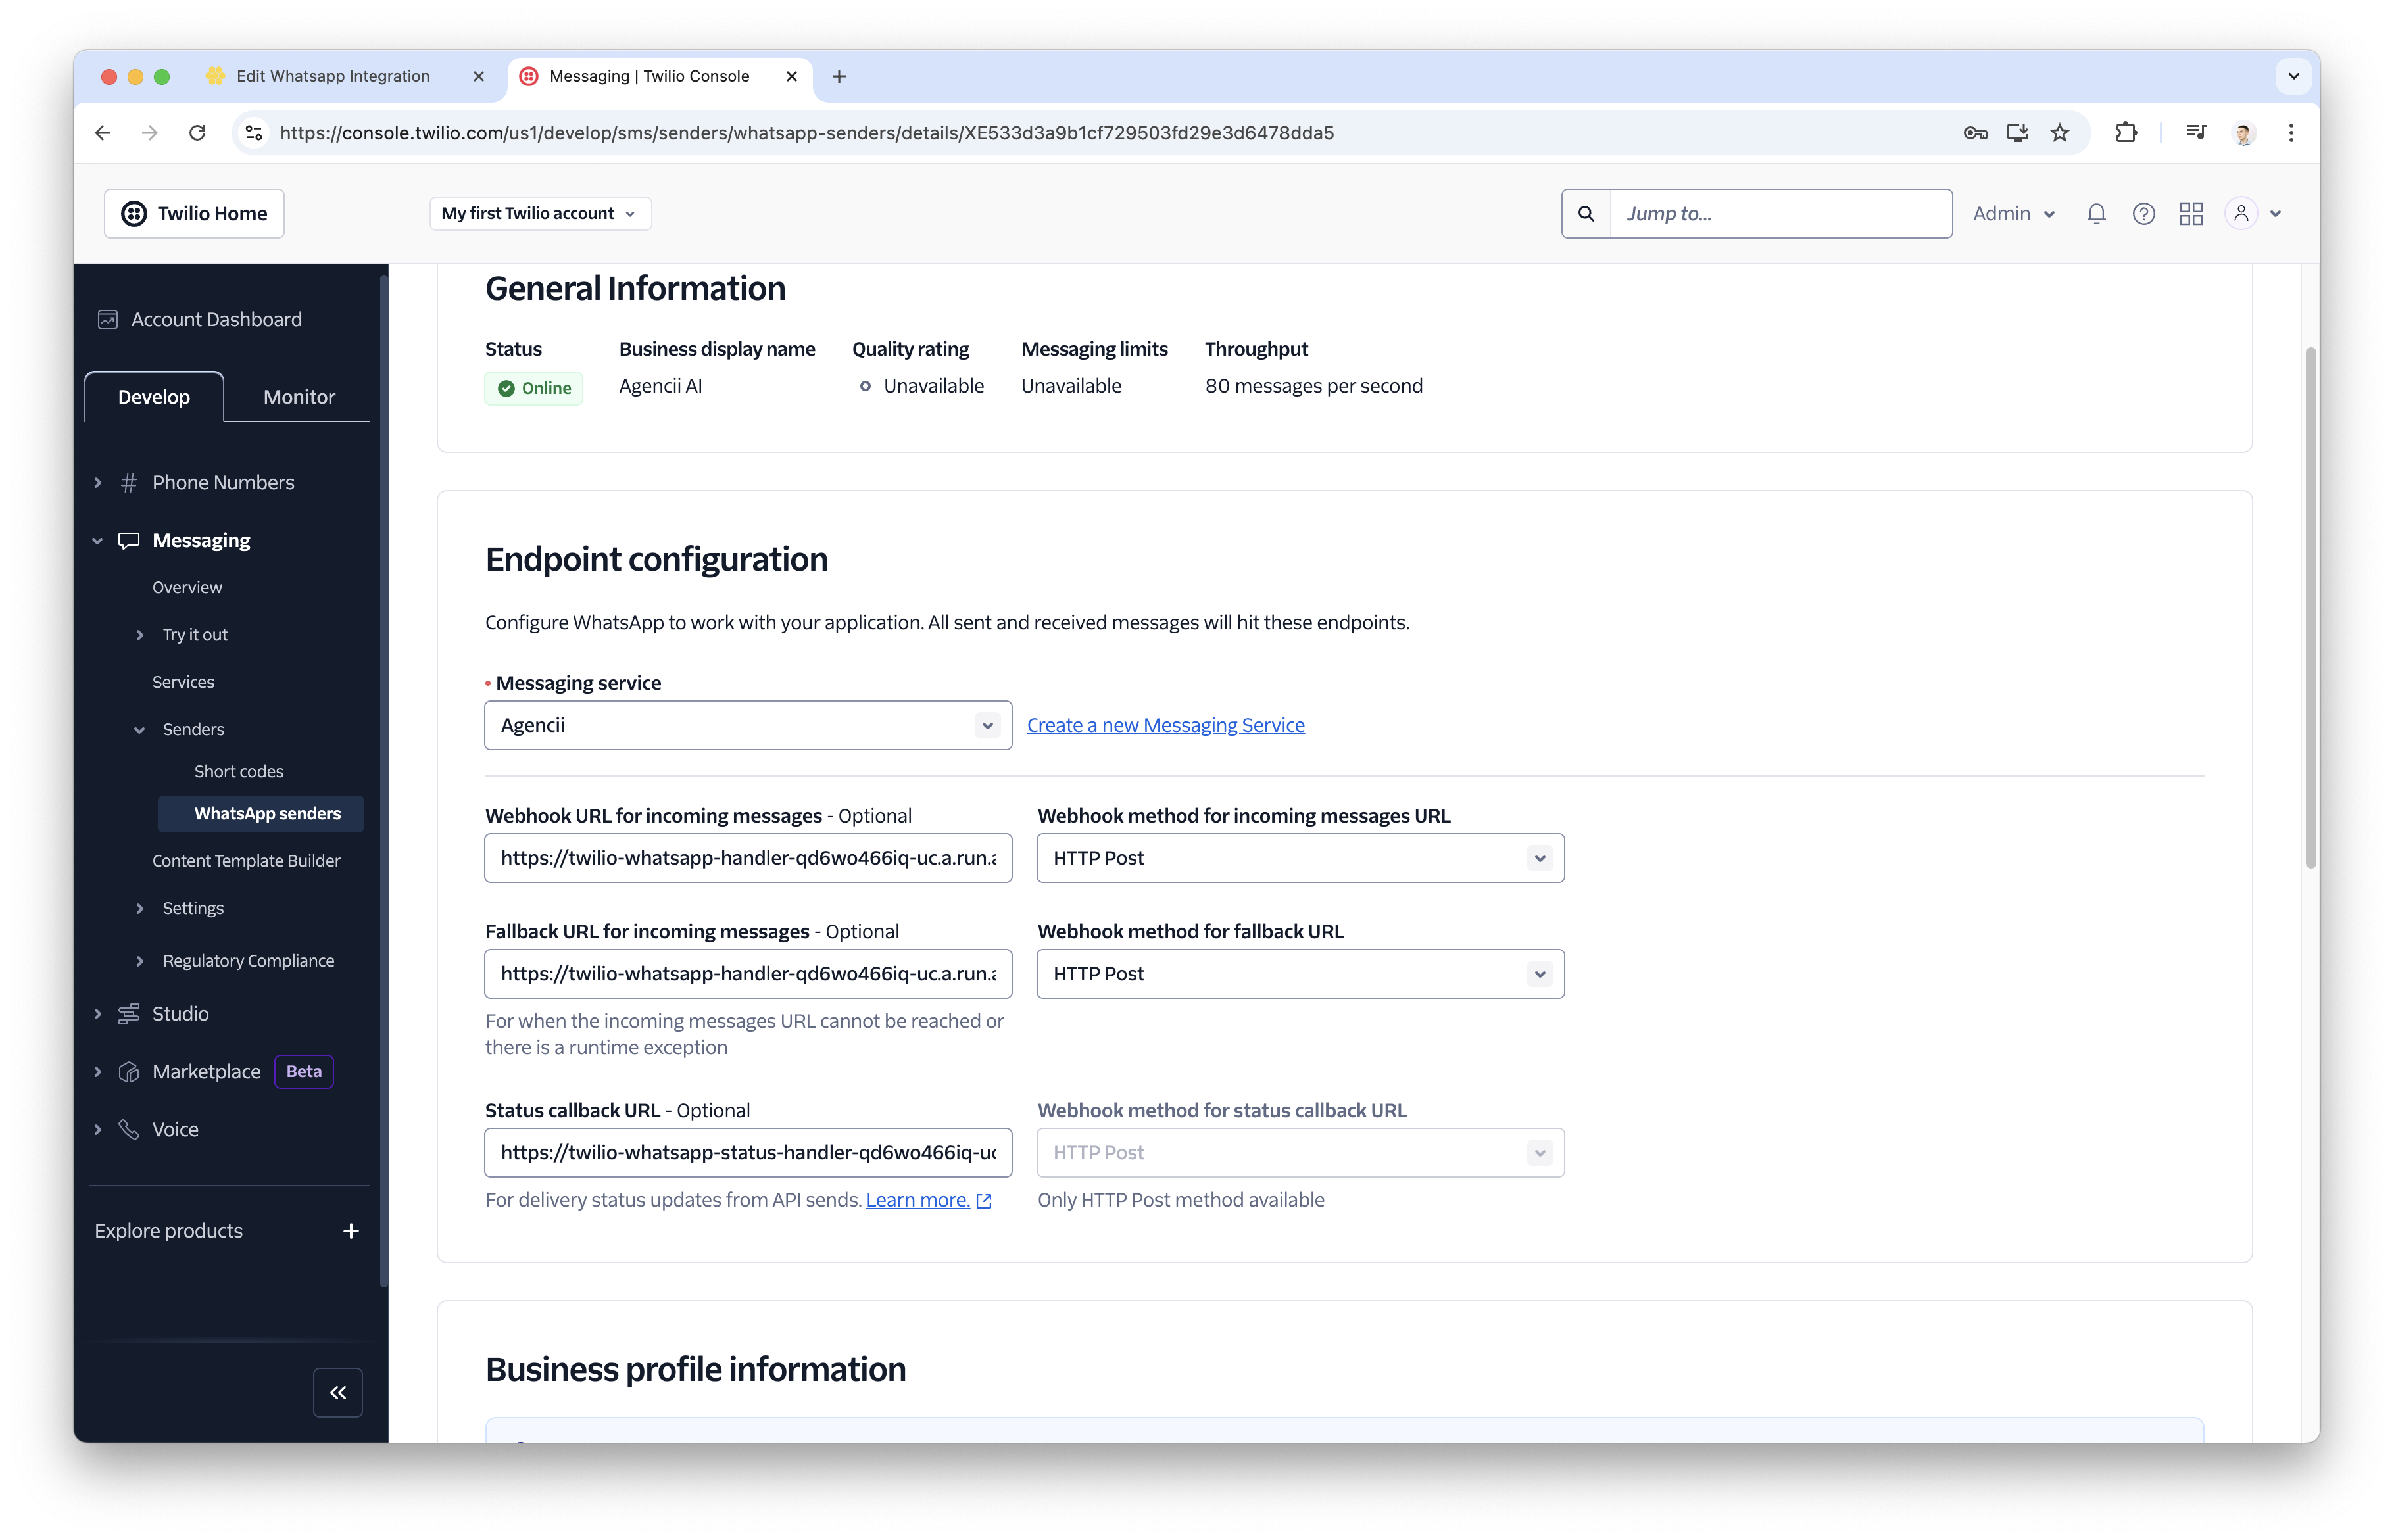 Edit Whatsapp Integration
Messaging | Twilio Console
https://console.twilio.com/us1/develop/sms/senders/whatsapp-senders/details/XE533d3a9b1cf729503fd29e3d6478dda5
Twilio Home
My first Twilio account
Jump to...
Admin
Account Dashboard
Develop
Monitor
Phone Numbers
Messaging
Overview
Try it out
Services
Senders
Short codes
WhatsApp senders
Content Template Builder
Settings
Regulatory Compliance
Studio
Marketplace Beta
Voice
Explore products
General Information
Status
Business display name
Quality rating
Messaging limits
Throughput
Online
Agencii AI
Unavailable
Unavailable
80 messages per second
Endpoint configuration
Configure WhatsApp to work with your application. All sent and received messages will hit these endpoints.
Messaging service
Agencii
Create a new Messaging Service
Webhook URL for incoming messages - Optional
Webhook method for incoming messages URL
https://twilio-whatsapp-handler-qd6wo466iq-uc.a.run.a
HTTP Post
Fallback URL for incoming messages - Optional
Webhook method for fallback URL
https://twilio-whatsapp-handler-qd6wo466iq-uc.a.run.a
HTTP Post
For when the incoming messages URL cannot be reached or
there is a runtime exception
Status callback URL - Optional
Webhook method for status callback URL
https://twilio-whatsapp-status-handler-qd6wo466iq-uc
HTTP Post
For delivery status updates from API sends. Learn more.
Only HTTP Post method available
Business profile information